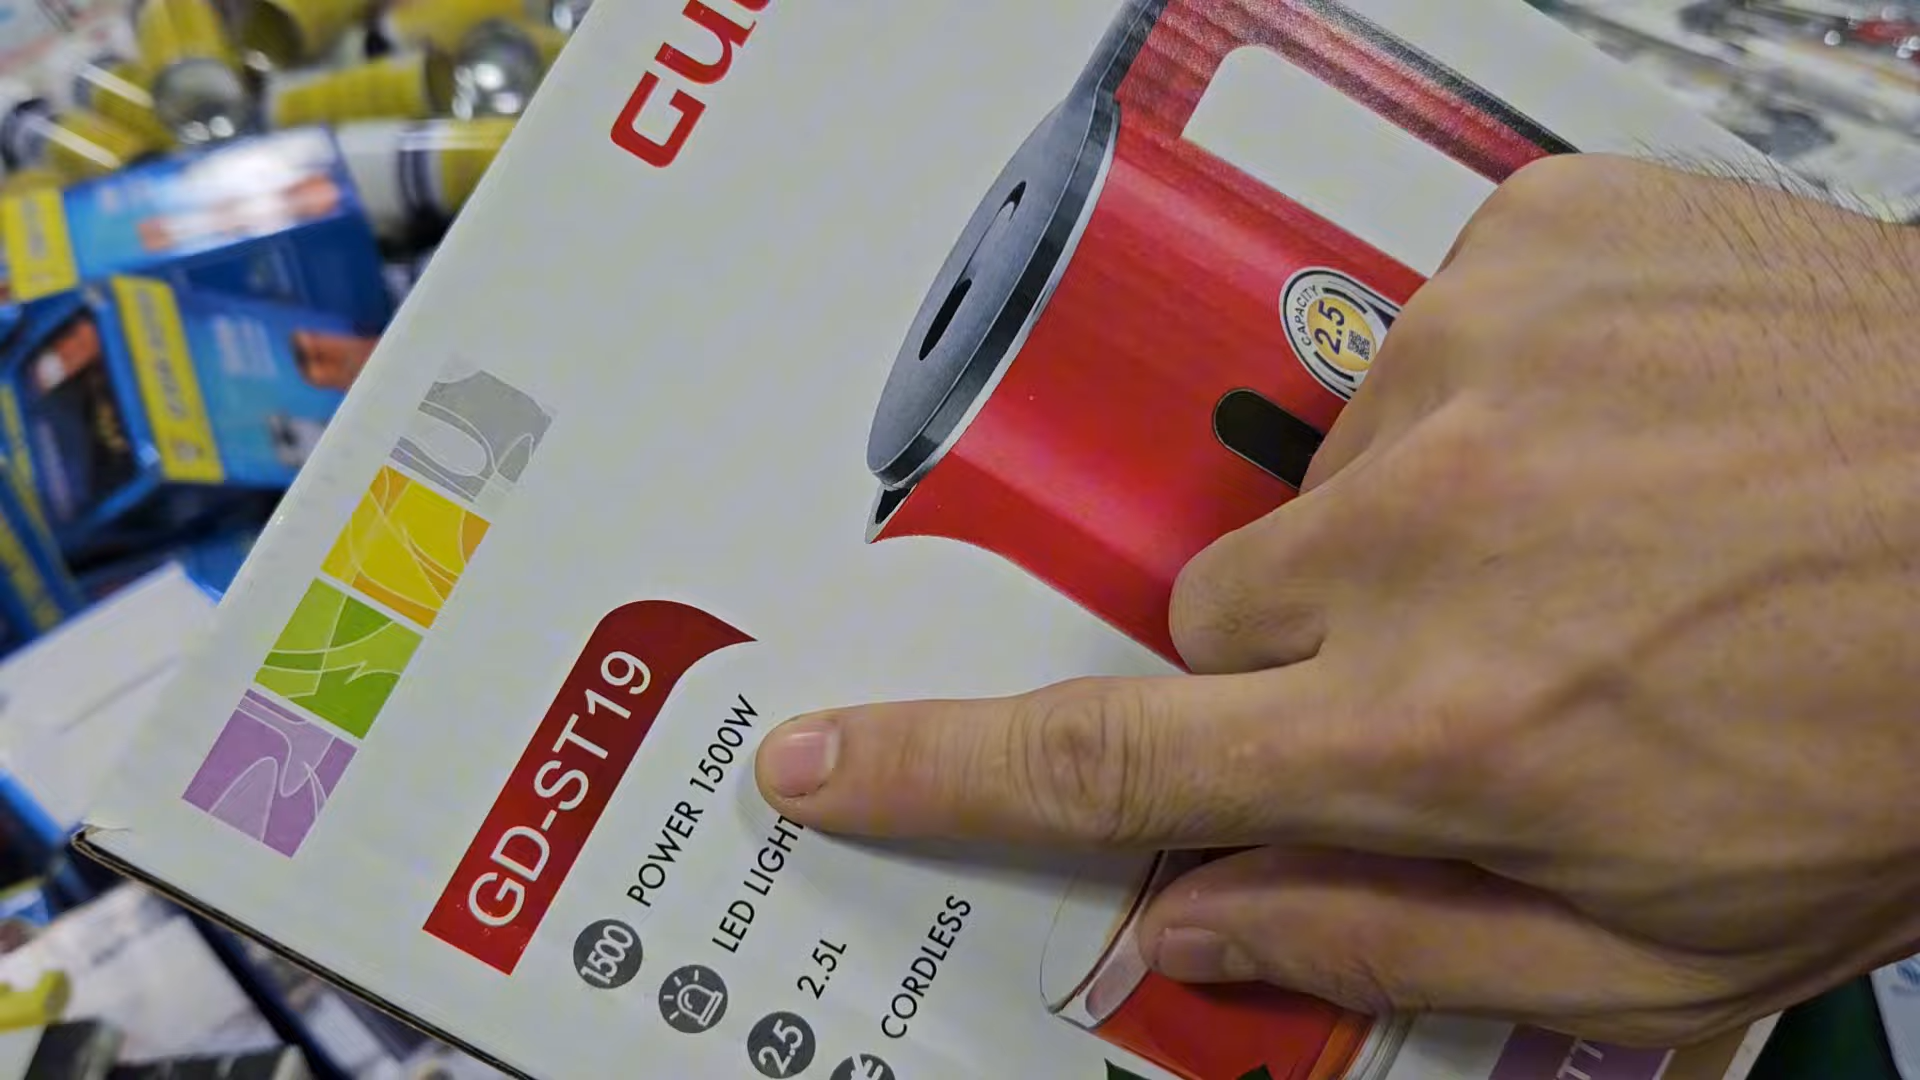 CAPACITY
2.5
GD-ST19
1500 POWER 1500W
LED LIGHT
2.5 2.5L
CORDLESS